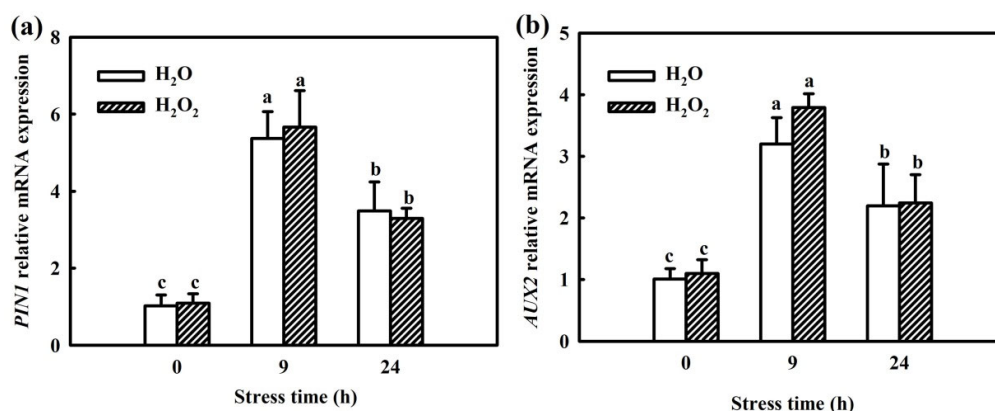 (a)
PIN1 relative mRNA expression
8
6
4
2
0
H₂O
H₂O₂
c c
a a
b b
0 9 24
Stress time (h)
(b)
AUX2 relative mRNA expression
5
4
3
2
1
0
H₂O
H₂O₂
c c
a a
b b
0 9 24
Stress time (h)